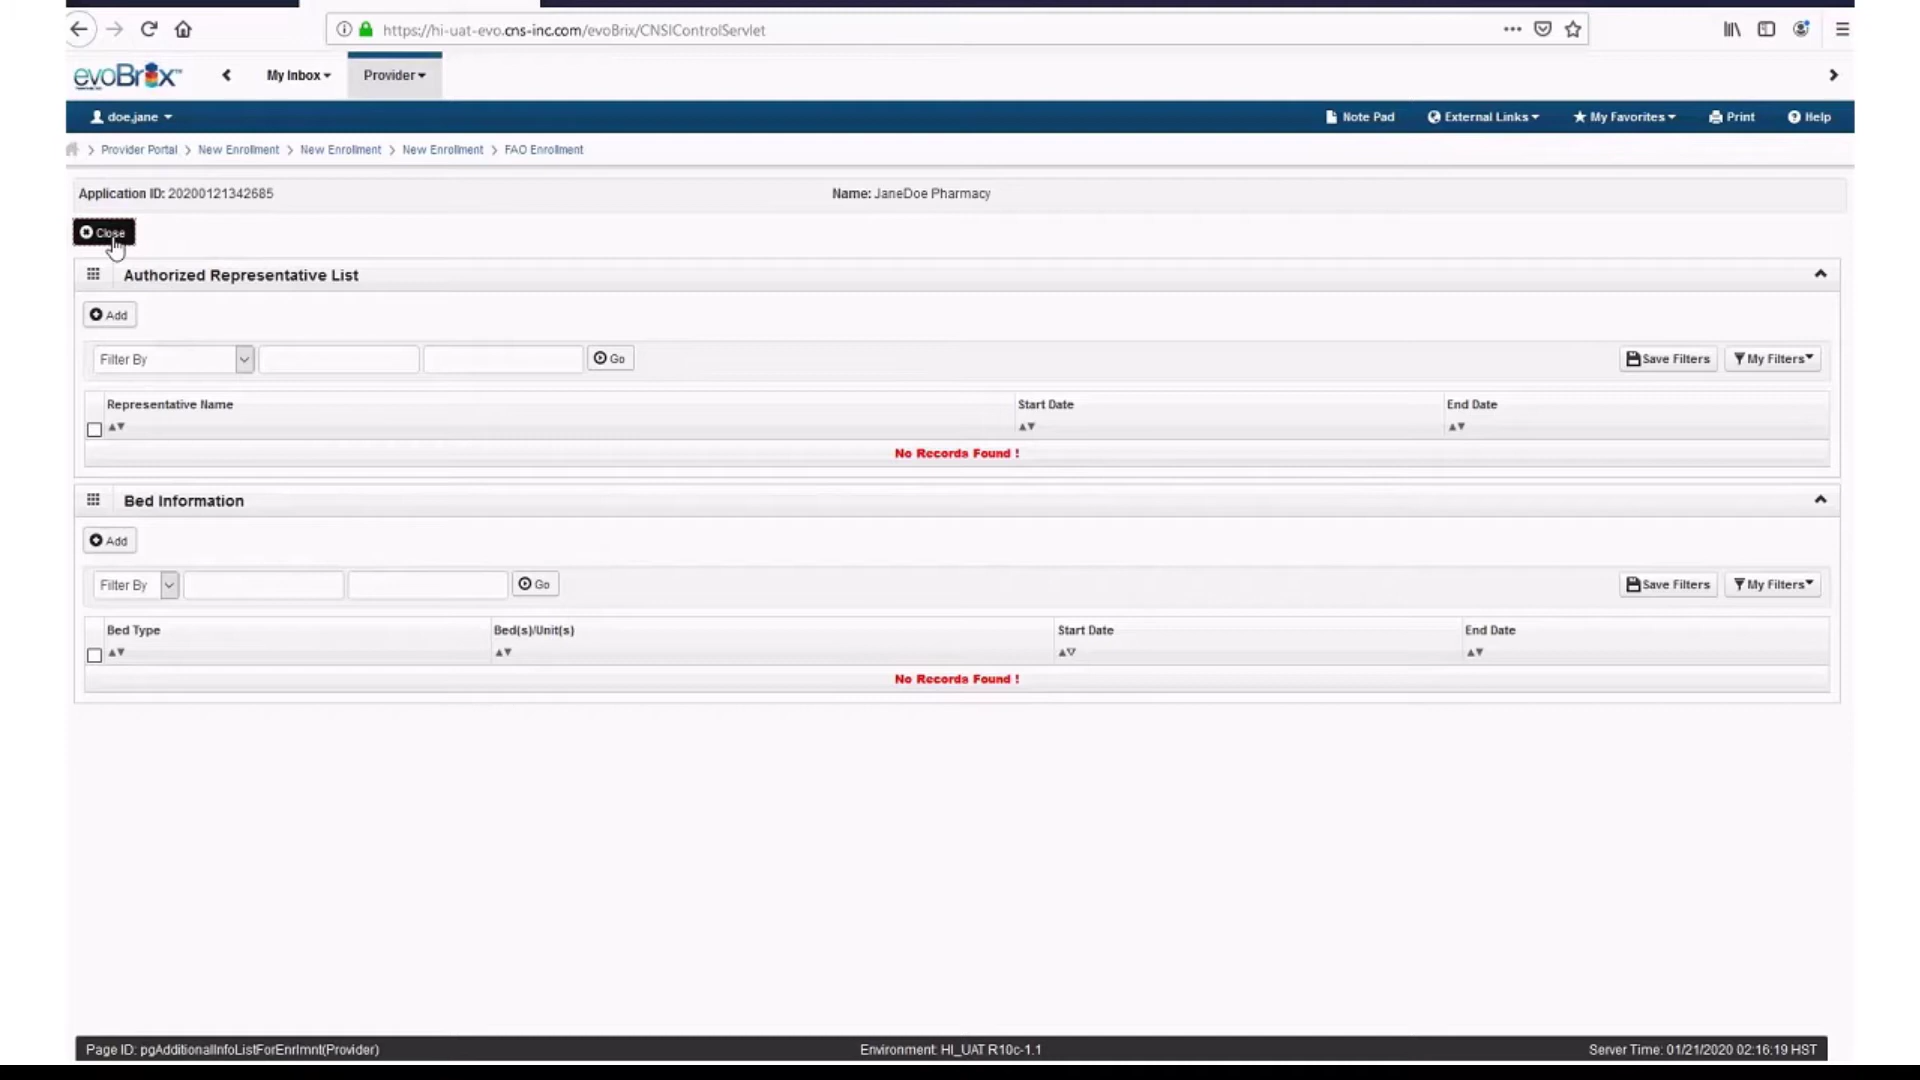 https://hi-uat-evo.cns-inc.com/evoBrix/CNSIControlServlet
evoBrix™ My Inbox Provider
doe,jane Note Pad External Links My Favorites Print Help
> Provider Portal > New Enrollment > New Enrollment > New Enrollment > FAO Enrollment
Application ID: 20200121342685 Name: JaneDoe Pharmacy
Close
Authorized Representative List
Add
Filter By Go Save Filters My Filters
Representative Name Start Date End Date
No Records Found !
Bed Information
Add
Filter By Go Save Filters My Filters
Bed Type Bed(s)/Unit(s) Start Date End Date
No Records Found !
Page ID: pgAdditionalInfoListForEnrlmnt(Provider) Environment: HI_UAT R10c-1.1 Server Time: 01/21/2020 02:16:19 HST